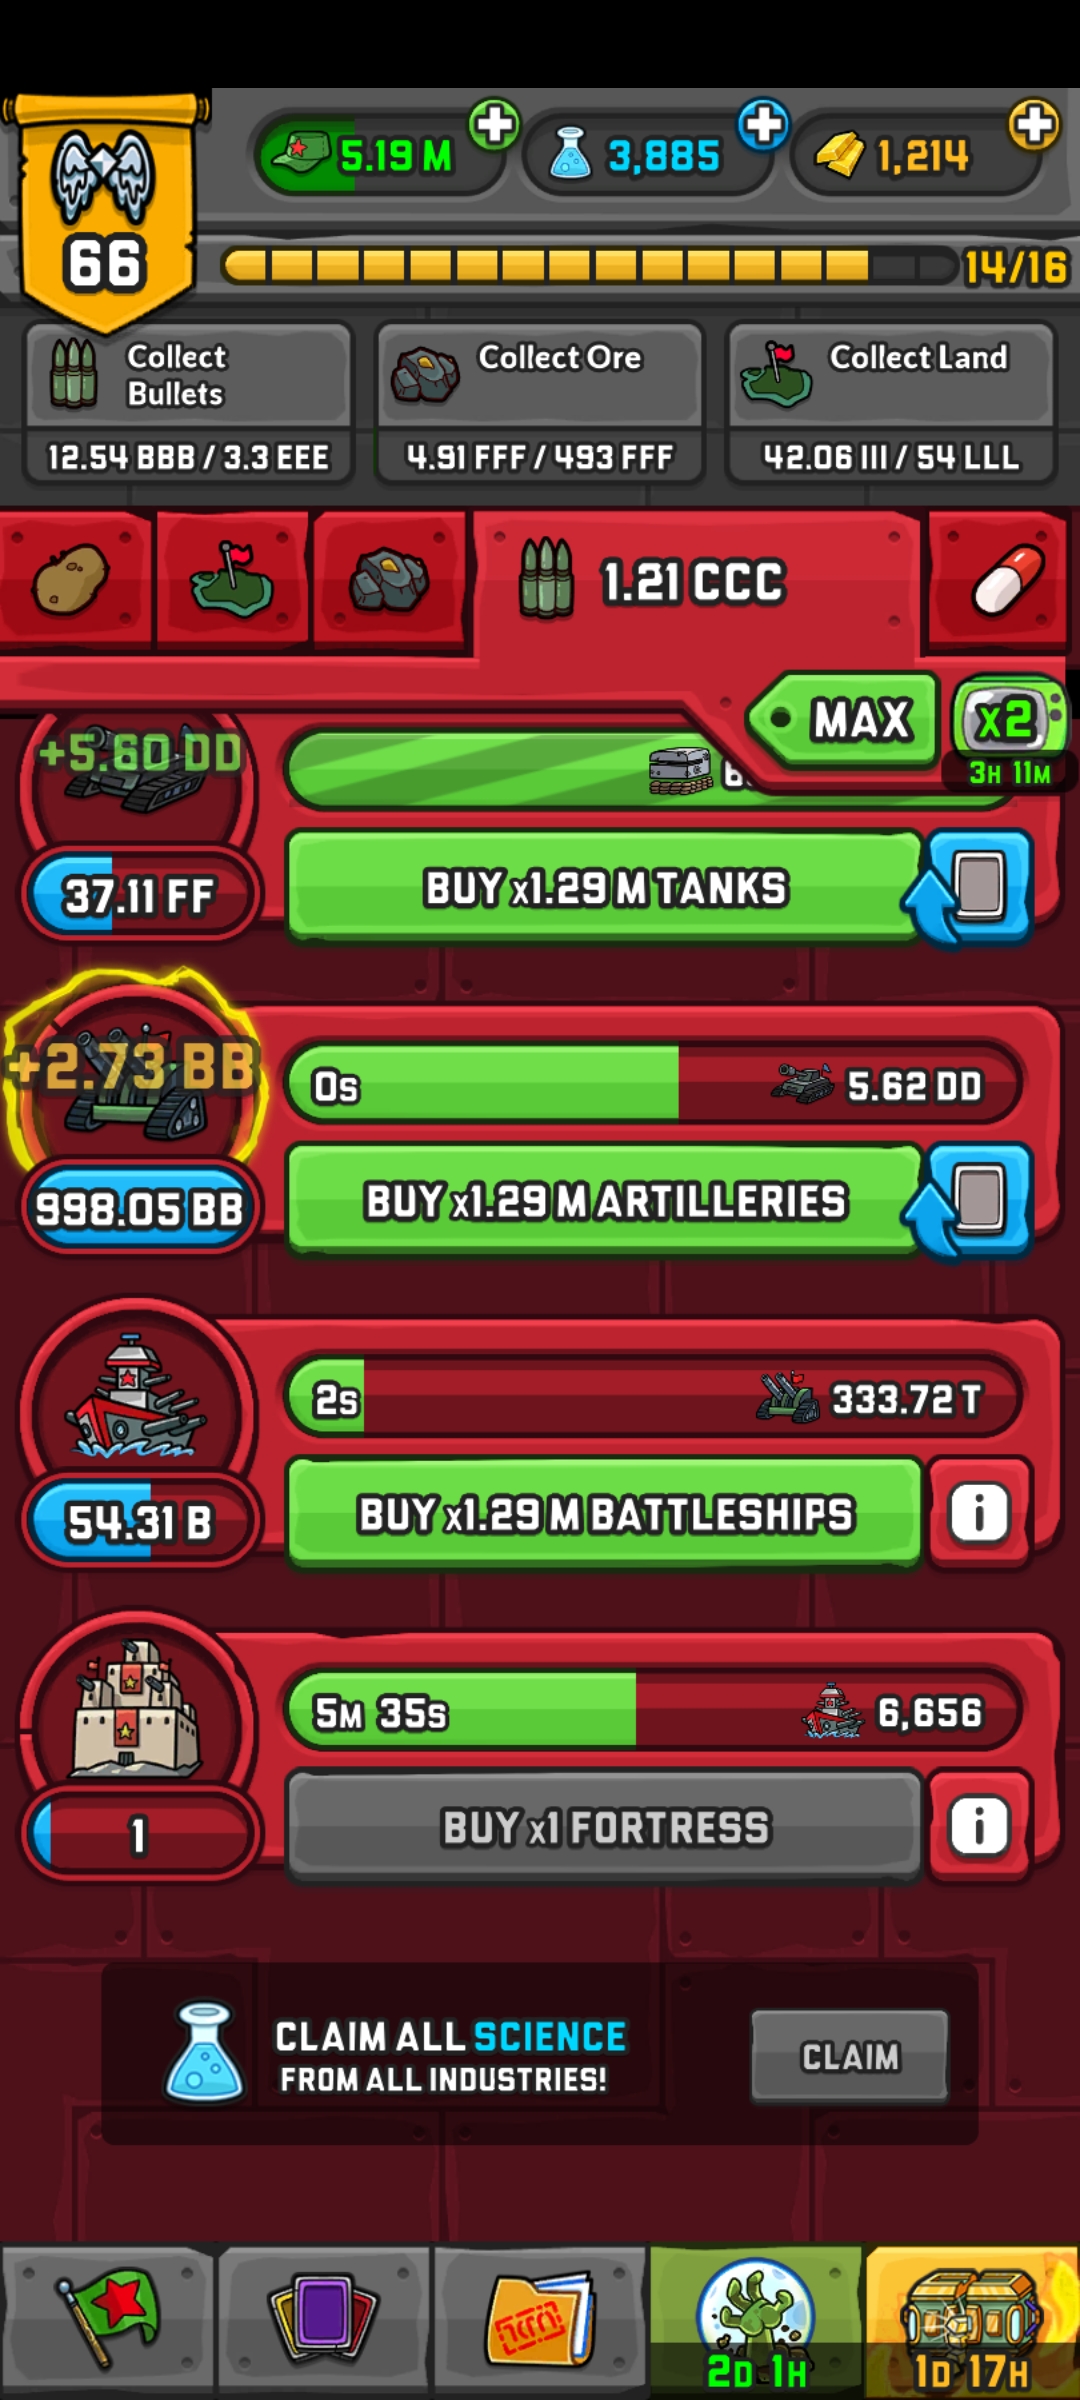 5.19 M
3,885
1,214
66
14/16
Collect
Bullets
12.54 BBB / 3.3 EEE
Collect Ore
4.91 FFF / 493 FFF
Collect Land
42.06 III / 54 LLL
1.21 CCC
MAX
x2
3H 11M
+5.60 DD
37.11 FF
BUY x1.29 M TANKS
+2.73 BB
0s
5.62 DD
998.05 BB
BUY x1.29 M ARTILLERIES
2s
333.72 T
54.31 B
BUY x1.29 M BATTLESHIPS
i
5M 35s
6,656
1
BUY x1 FORTRESS
i
CLAIM ALL SCIENCE
FROM ALL INDUSTRIES!
CLAIM
2D 1H
1D 17H